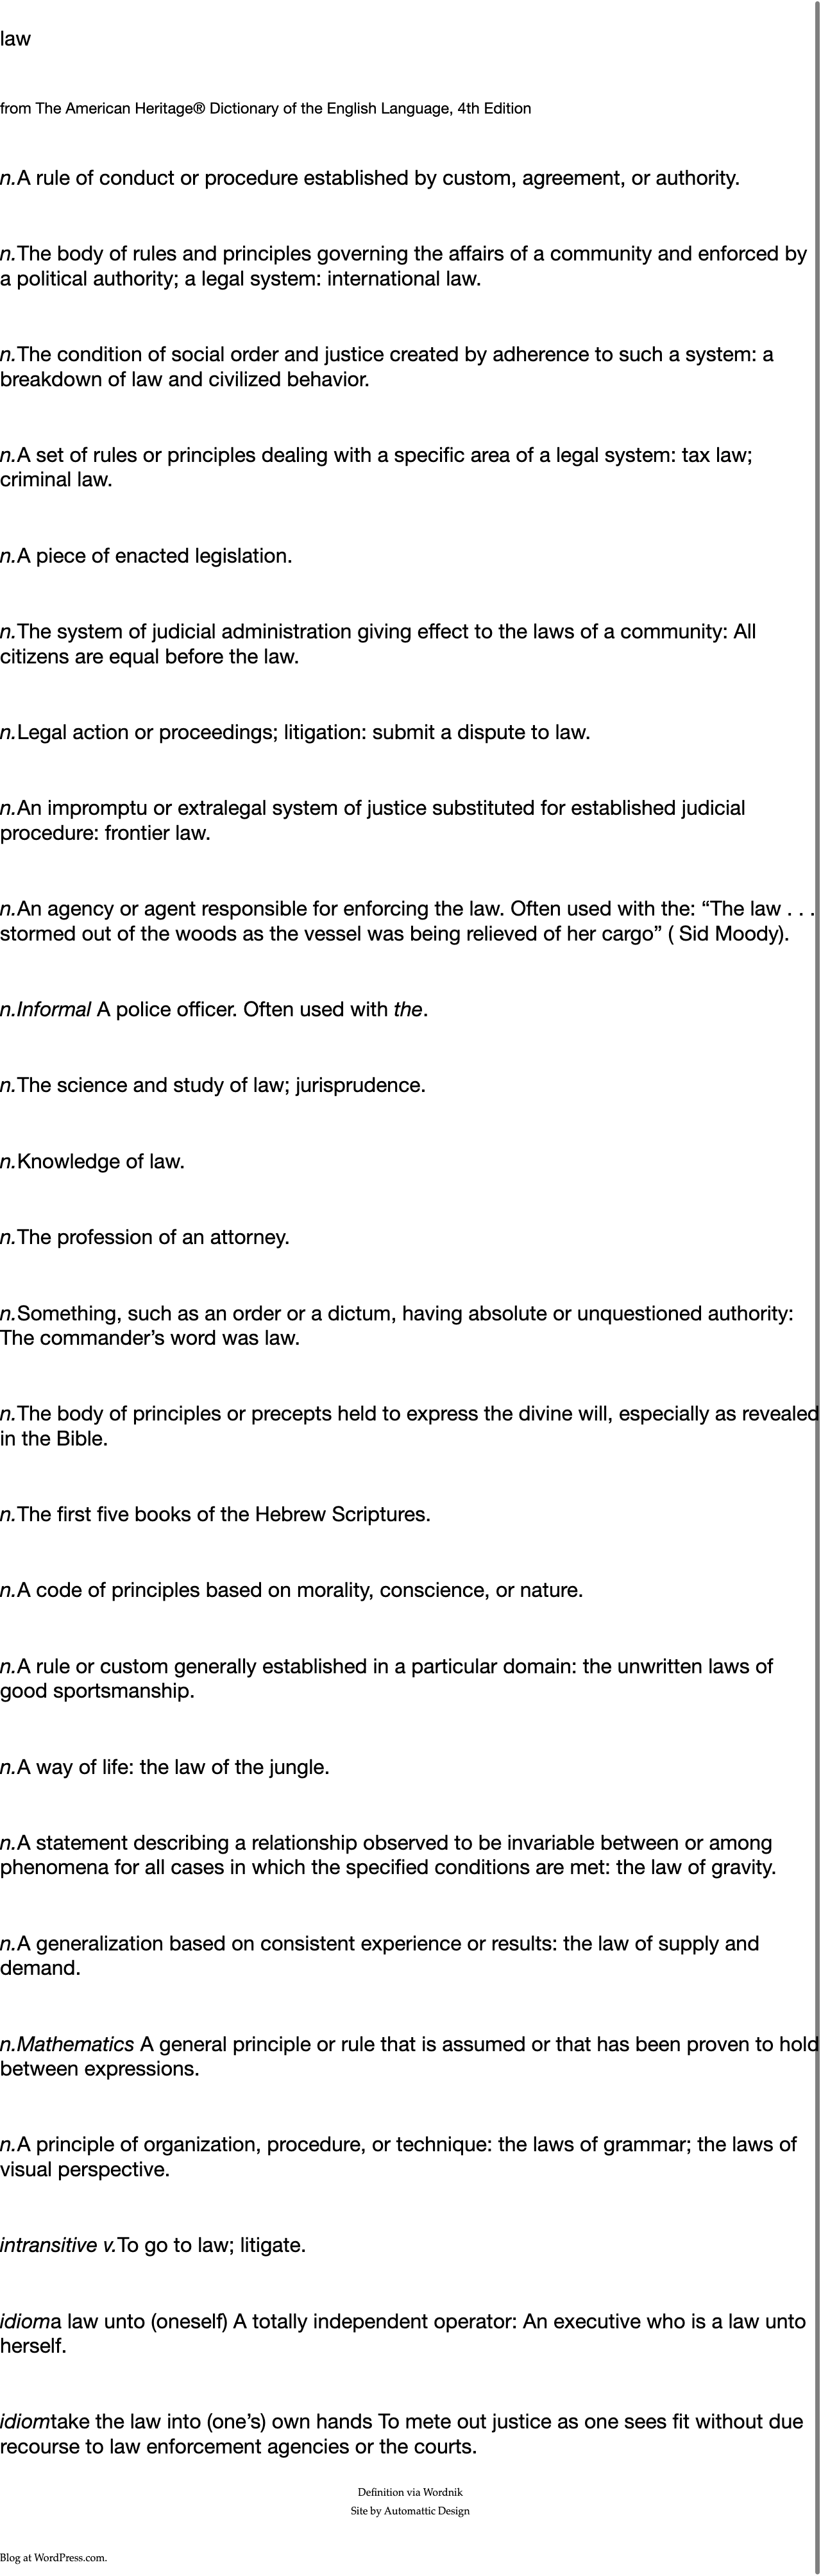 law
from The American Heritage® Dictionary of the English Language, 4th Edition
n.A rule of conduct or procedure established by custom, agreement, or authority.
n.The body of rules and principles governing the affairs of a community and enforced by
a political authority; a legal system: international law.
n.The condition of social order and justice created by adherence to such a system: a
breakdown of law and civilized behavior.
n.A set of rules or principles dealing with a specific area of a legal system: tax law;
criminal law.
n.A piece of enacted legislation.
n.The system of judicial administration giving effect to the laws of a community: All
citizens are equal before the law.
n.Legal action or proceedings; litigation: submit a dispute to law.
n.An impromptu or extralegal system of justice substituted for established judicial
procedure: frontier law.
n.An agency or agent responsible for enforcing the law. Often used with the: “The law . . .
stormed out of the woods as the vessel was being relieved of her cargo” ( Sid Moody).
n.Informal A police officer. Often used with the.
n.The science and study of law; jurisprudence.
n.Knowledge of law.
n.The profession of an attorney.
n.Something, such as an order or a dictum, having absolute or unquestioned authority:
The commander’s word was law.
n.The body of principles or precepts held to express the divine will, especially as revealed
in the Bible.
n.The first five books of the Hebrew Scriptures.
n.A code of principles based on morality, conscience, or nature.
n.A rule or custom generally established in a particular domain: the unwritten laws of
good sportsmanship.
n.A way of life: the law of the jungle.
n.A statement describing a relationship observed to be invariable between or among
phenomena for all cases in which the specified conditions are met: the law of gravity.
n.A generalization based on consistent experience or results: the law of supply and
demand.
n.Mathematics A general principle or rule that is assumed or that has been proven to hold
between expressions.
n.A principle of organization, procedure, or technique: the laws of grammar; the laws of
visual perspective.
intransitive v.To go to law; litigate.
idioma law unto (oneself) A totally independent operator: An executive who is a law unto
herself.
idiomtake the law into (one’s) own hands To mete out justice as one sees fit without due
recourse to law enforcement agencies or the courts.
Definition via Wordnik
Site by Automattic Design
Blog at WordPress.com.